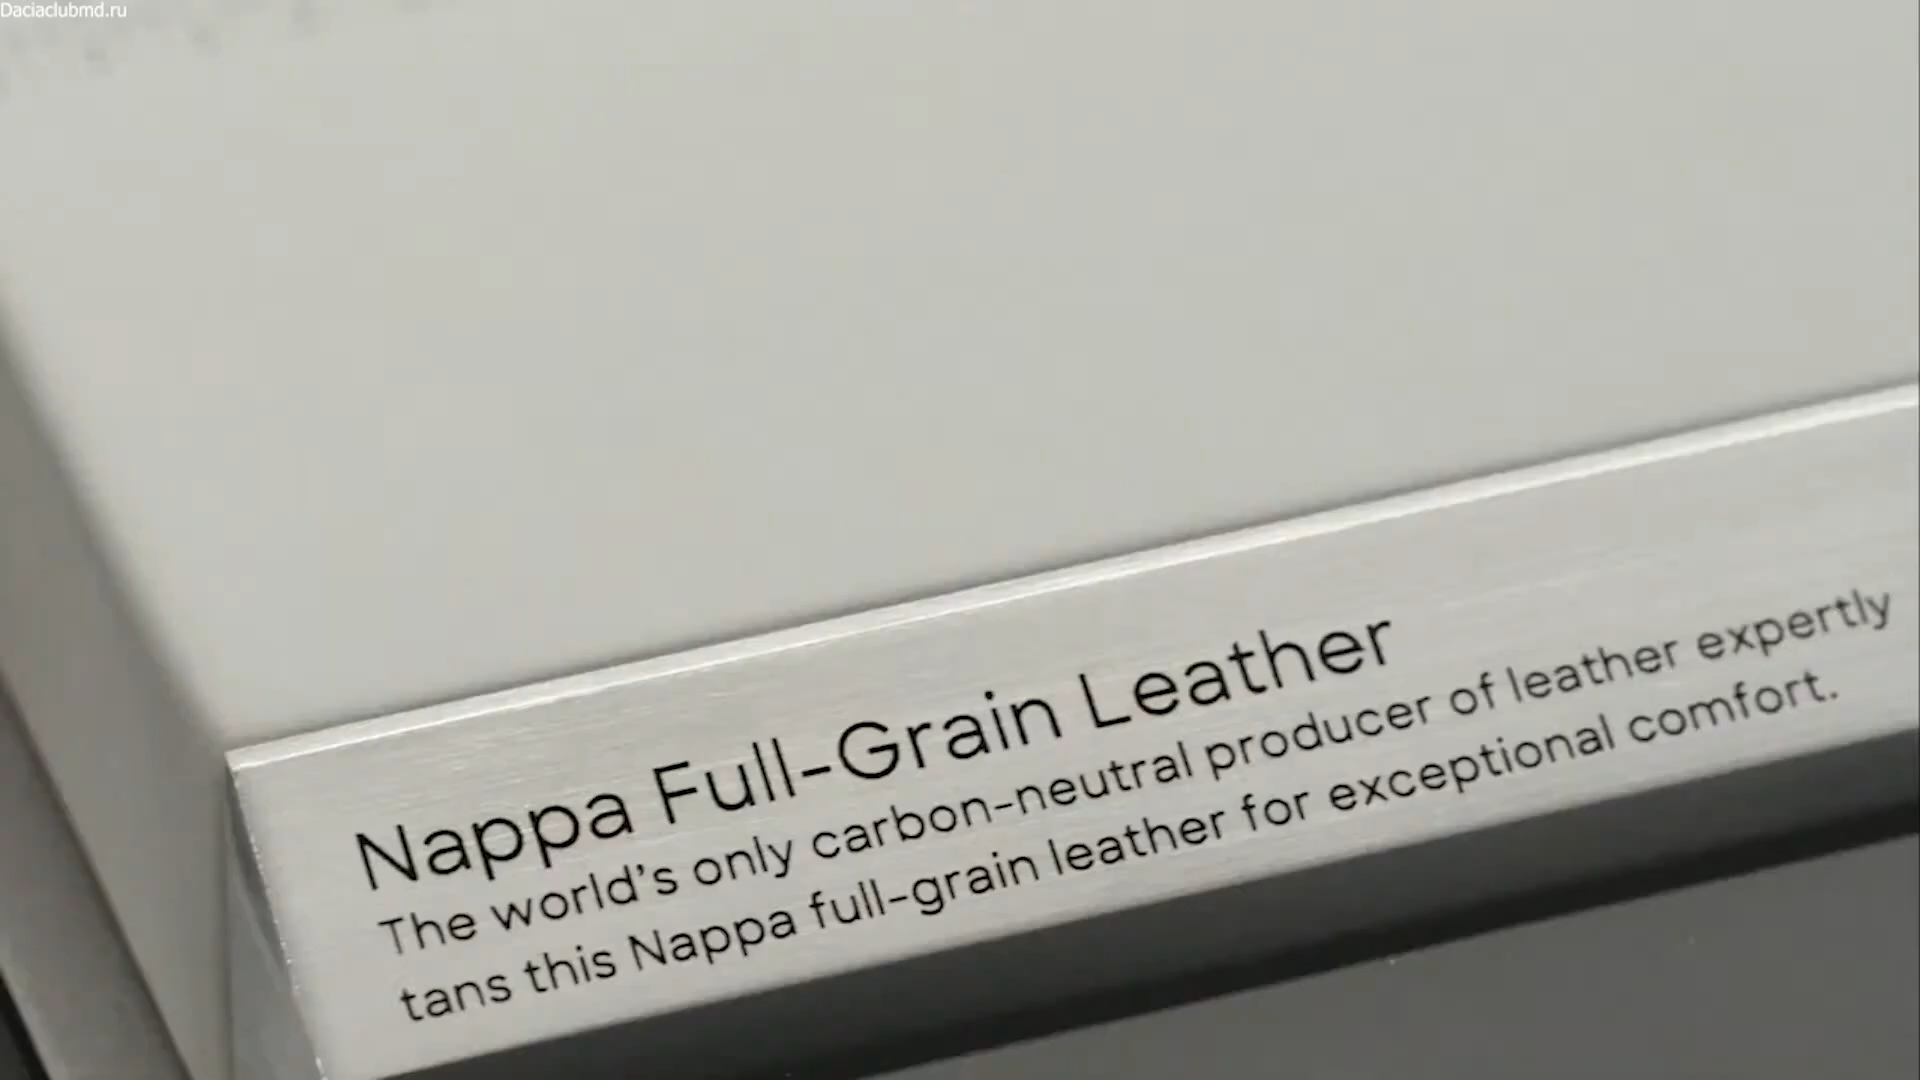 Daciaclubmd.ru
Nappa Full-Grain Leather
The world's only carbon-neutral producer of leather expertly
tans this Nappa full-grain leather for exceptional comfort.